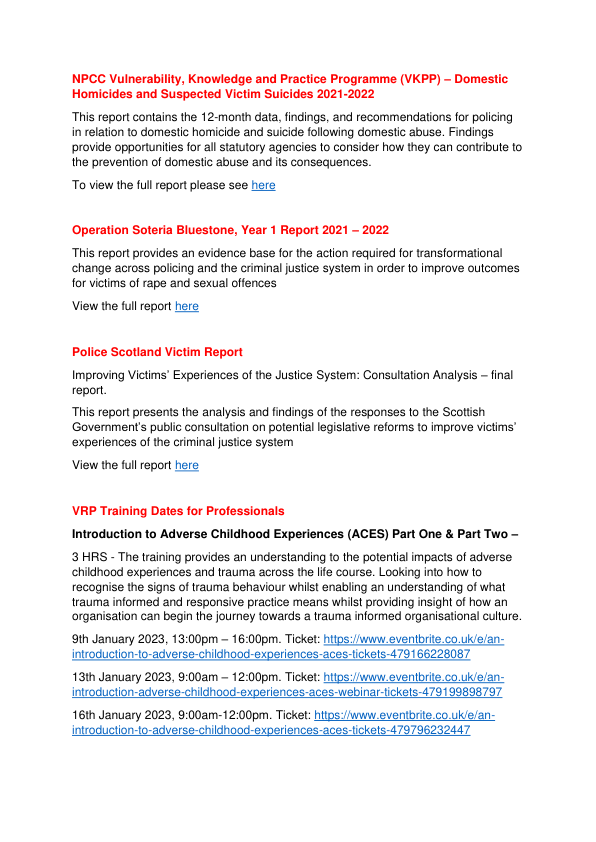 NPCC Vulnerability, Knowledge and Practice Programme (VKPP) – Domestic
Homicides and Suspected Victim Suicides 2021-2022
This report contains the 12-month data, findings, and recommendations for policing
in relation to domestic homicide and suicide following domestic abuse. Findings
provide opportunities for all statutory agencies to consider how they can contribute to
the prevention of domestic abuse and its consequences.
To view the full report please see here
Operation Soteria Bluestone, Year 1 Report 2021 – 2022
This report provides an evidence base for the action required for transformational
change across policing and the criminal justice system in order to improve outcomes
for victims of rape and sexual offences
View the full report here
Police Scotland Victim Report
Improving Victims’ Experiences of the Justice System: Consultation Analysis – final
report.
This report presents the analysis and findings of the responses to the Scottish
Government’s public consultation on potential legislative reforms to improve victims’
experiences of the criminal justice system
View the full report here
VRP Training Dates for Professionals
Introduction to Adverse Childhood Experiences (ACES) Part One & Part Two –
3 HRS - The training provides an understanding to the potential impacts of adverse
childhood experiences and trauma across the life course. Looking into how to
recognise the signs of trauma behaviour whilst enabling an understanding of what
trauma informed and responsive practice means whilst providing insight of how an
organisation can begin the journey towards a trauma informed organisational culture.
9th January 2023, 13:00pm – 16:00pm. Ticket: https://www.eventbrite.co.uk/e/an-
introduction-to-adverse-childhood-experiences-aces-tickets-479166228087
13th January 2023, 9:00am – 12:00pm. Ticket: https://www.eventbrite.co.uk/e/an-
introduction-to-adverse-childhood-experiences-aces-webinar-tickets-479199898797
16th January 2023, 9:00am-12:00pm. Ticket: https://www.eventbrite.co.uk/e/an-
introduction-to-adverse-childhood-experiences-aces-tickets-479796232447